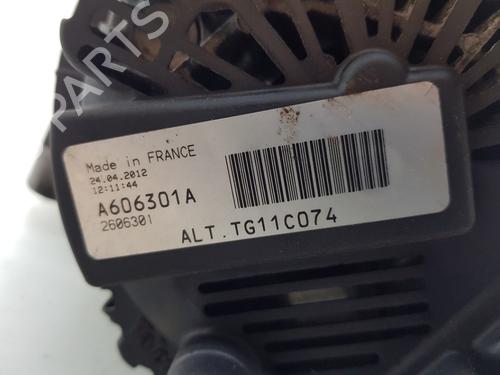 B-PARTS
Made in FRANCE
24.04.2012
12:11:44
A606301A
2606301
ALT.TG11C074